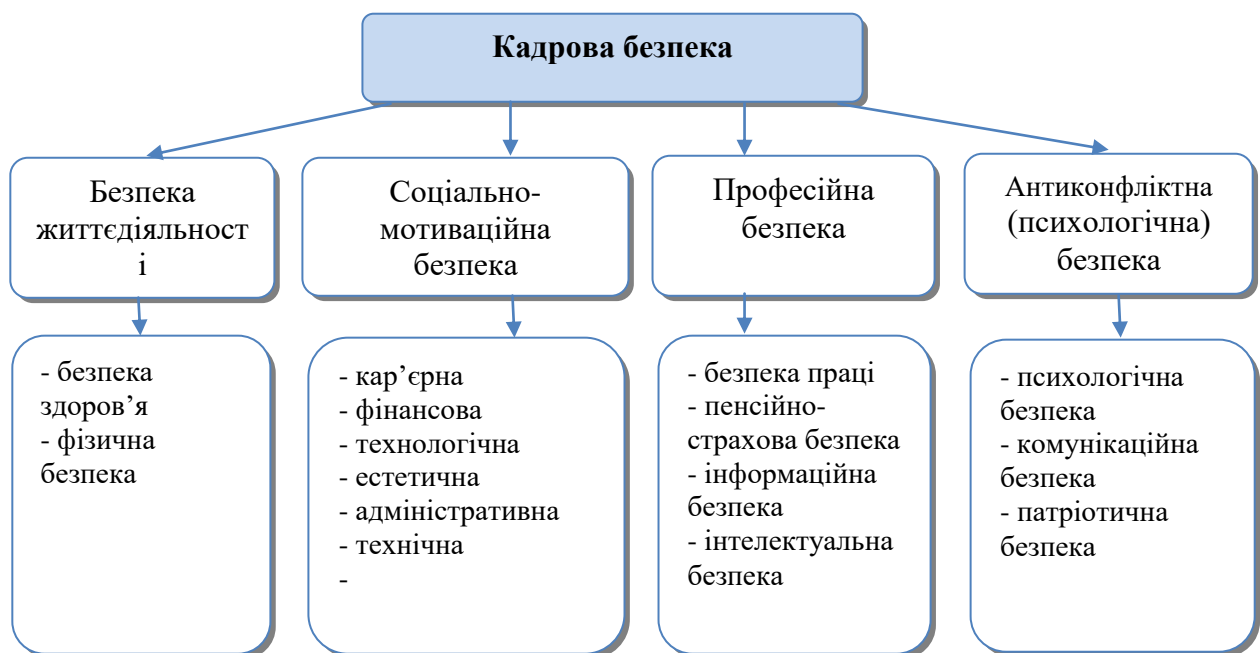 Кадрова безпека
Безпека
життєдіяльност
і
Соціально-
мотиваційна
безпека
Професійна
безпека
Антиконфліктна
(психологічна)
безпека
- безпека
здоров’я
- фізична
безпека
- кар’єрна
- фінансова
- технологічна
- естетична
- адміністративна
- технічна
-
- безпека праці
- пенсійно-
страхова безпека
- інформаційна
безпека
- інтелектуальна
безпека
- психологічна
безпека
- комунікаційна
безпека
- патріотична
безпека